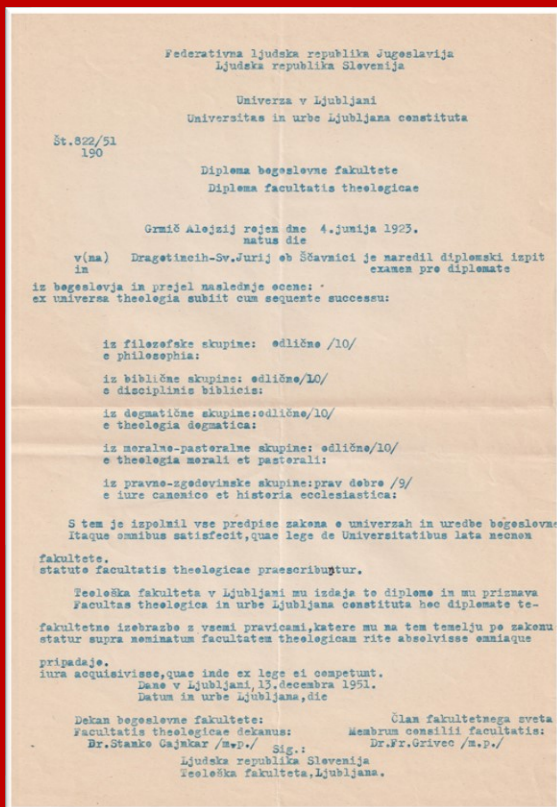 Federativna ljudska republika Jugoslavija
Ljudska republika Slovenija
Univerza v Ljubljani
Universitas in urbe Ljubljana constituta
Št.822/51
190
Diploma bogoslovne fakultete
Diploma facultatis theologicae
Grmič Alojzij rojen dne 4.junija 1923.
natus die
v(na) Dragotincih-Sv.Jurij ob Ščavnici je naredil diplomski izpit
in examen pro diplomate
iz bogoslovja in prejel naslednje ocene:
ex universa theologia subiit cum sequente successu:
iz filozofske skupine: odlično /10/
e philosophia:
iz biblične skupine: odlično/10/
e disciplinis biblicis:
iz dogmatične skupine:odlično/10/
e theologia dogmatica:
iz moralno-pastoralne skupine: odlično/10/
e theologia morali et pastorali:
iz pravno-zgodovinske skupine:prav dobro /9/
e iure canonico et historia ecclesiastica:
S tem je izpolnil vse predpise zakona o univerzah in uredbe bogoslovne
Itaque omnibus satisfecit,quae lege de Universitatibus lata necnon
fakultete.
statuto facultatis theologicae praescribuntur.
Teološka fakulteta v Ljubljani mu izdaja to diplomo in mu priznava
Facultas theologica in urbe Ljubljana constituta hoc diplomate te-
fakultetno izobrazbo z vsemi pravicami,katere mu na tem temelju po zakonu
statur supra nominatum facultatem theologicam rite absolvisse omniaque
pripadajo.
iura acquisivisse,quae inde ex lege ei competunt.
Dano v Ljubljani,13.decembra 1951.
Datum in urbe Ljubljana,die
Dekan bogoslovne fakultete: Član fakultetnega sveta
Facultatis theologicae dekanus: Membrum consilii facultatis:
Dr.Stanko Cajnkar /m.p./ Sig.: Dr.Fr.Grivec /m.p./
Ljudska republika Slovenija
Teološka fakulteta,Ljubljana.